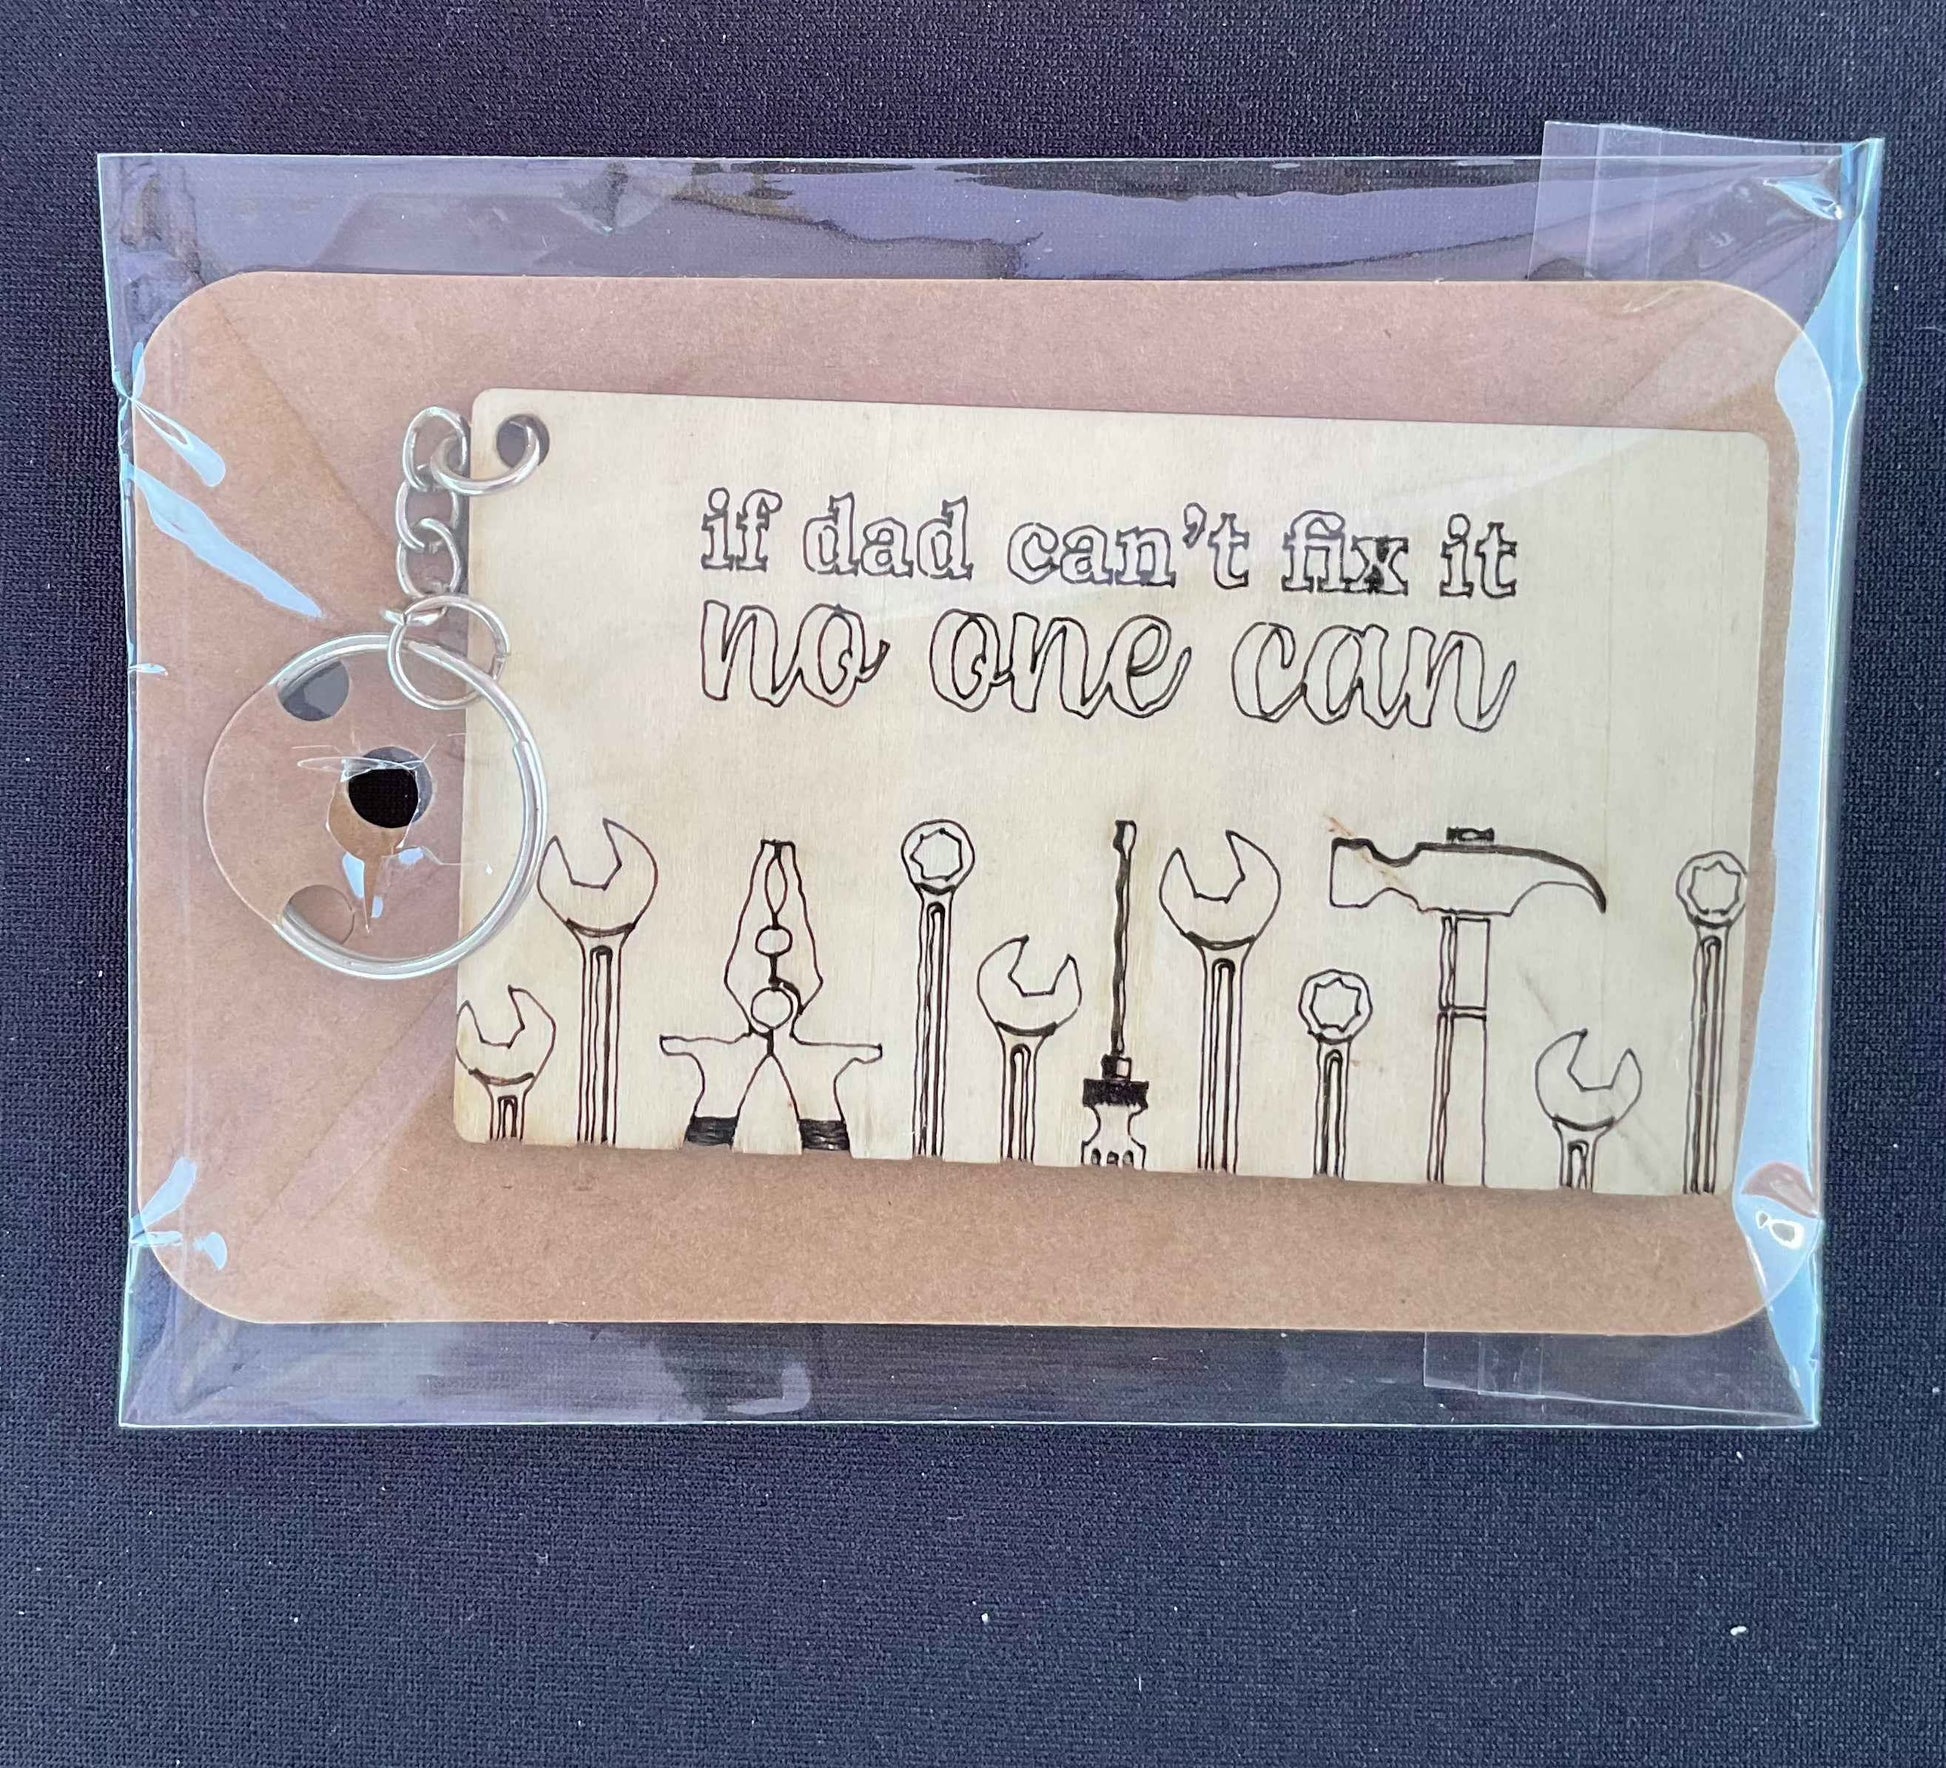 if dad can't fix it
no one can